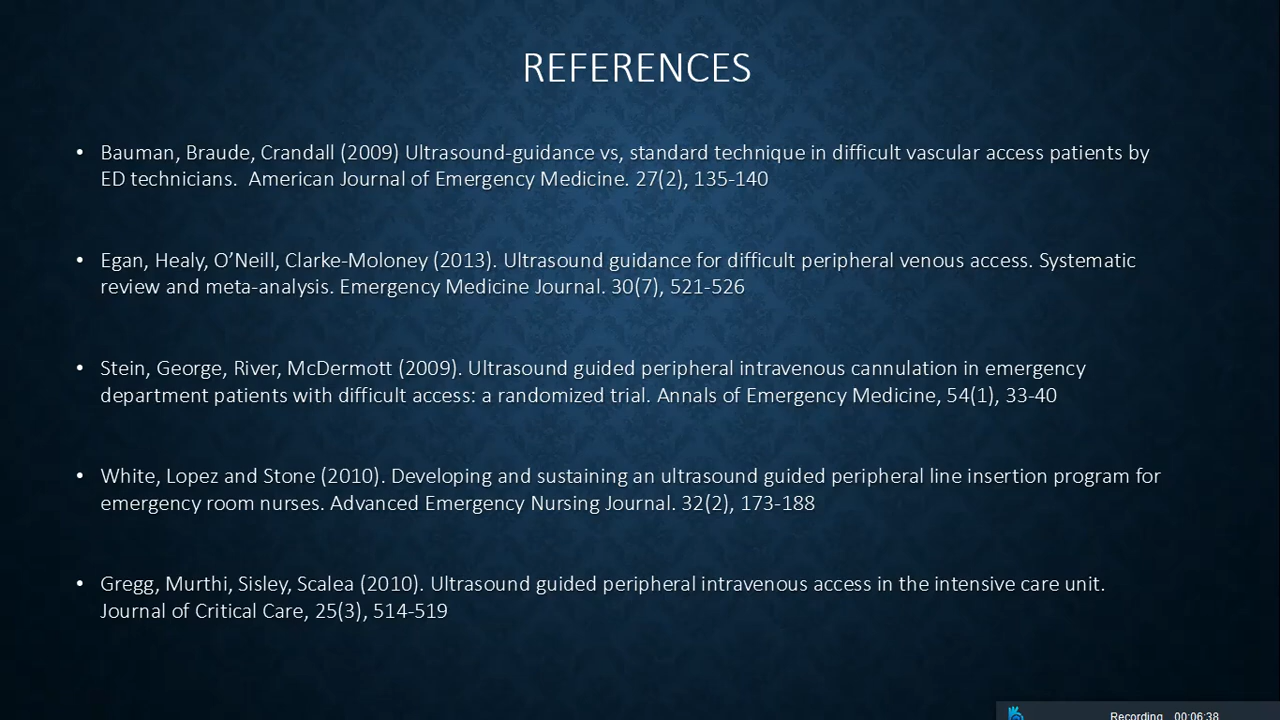 REFERENCES
• Bauman, Braude, Crandall (2009) Ultrasound-guidance vs, standard technique in difficult vascular access patients by
ED technicians.  American Journal of Emergency Medicine. 27(2), 135-140
• Egan, Healy, O’Neill, Clarke-Moloney (2013). Ultrasound guidance for difficult peripheral venous access. Systematic
review and meta-analysis. Emergency Medicine Journal. 30(7), 521-526
• Stein, George, River, McDermott (2009). Ultrasound guided peripheral intravenous cannulation in emergency
department patients with difficult access: a randomized trial. Annals of Emergency Medicine, 54(1), 33-40
• White, Lopez and Stone (2010). Developing and sustaining an ultrasound guided peripheral line insertion program for
emergency room nurses. Advanced Emergency Nursing Journal. 32(2), 173-188
• Gregg, Murthi, Sisley, Scalea (2010). Ultrasound guided peripheral intravenous access in the intensive care unit.
Journal of Critical Care, 25(3), 514-519
Recording 00:06:38